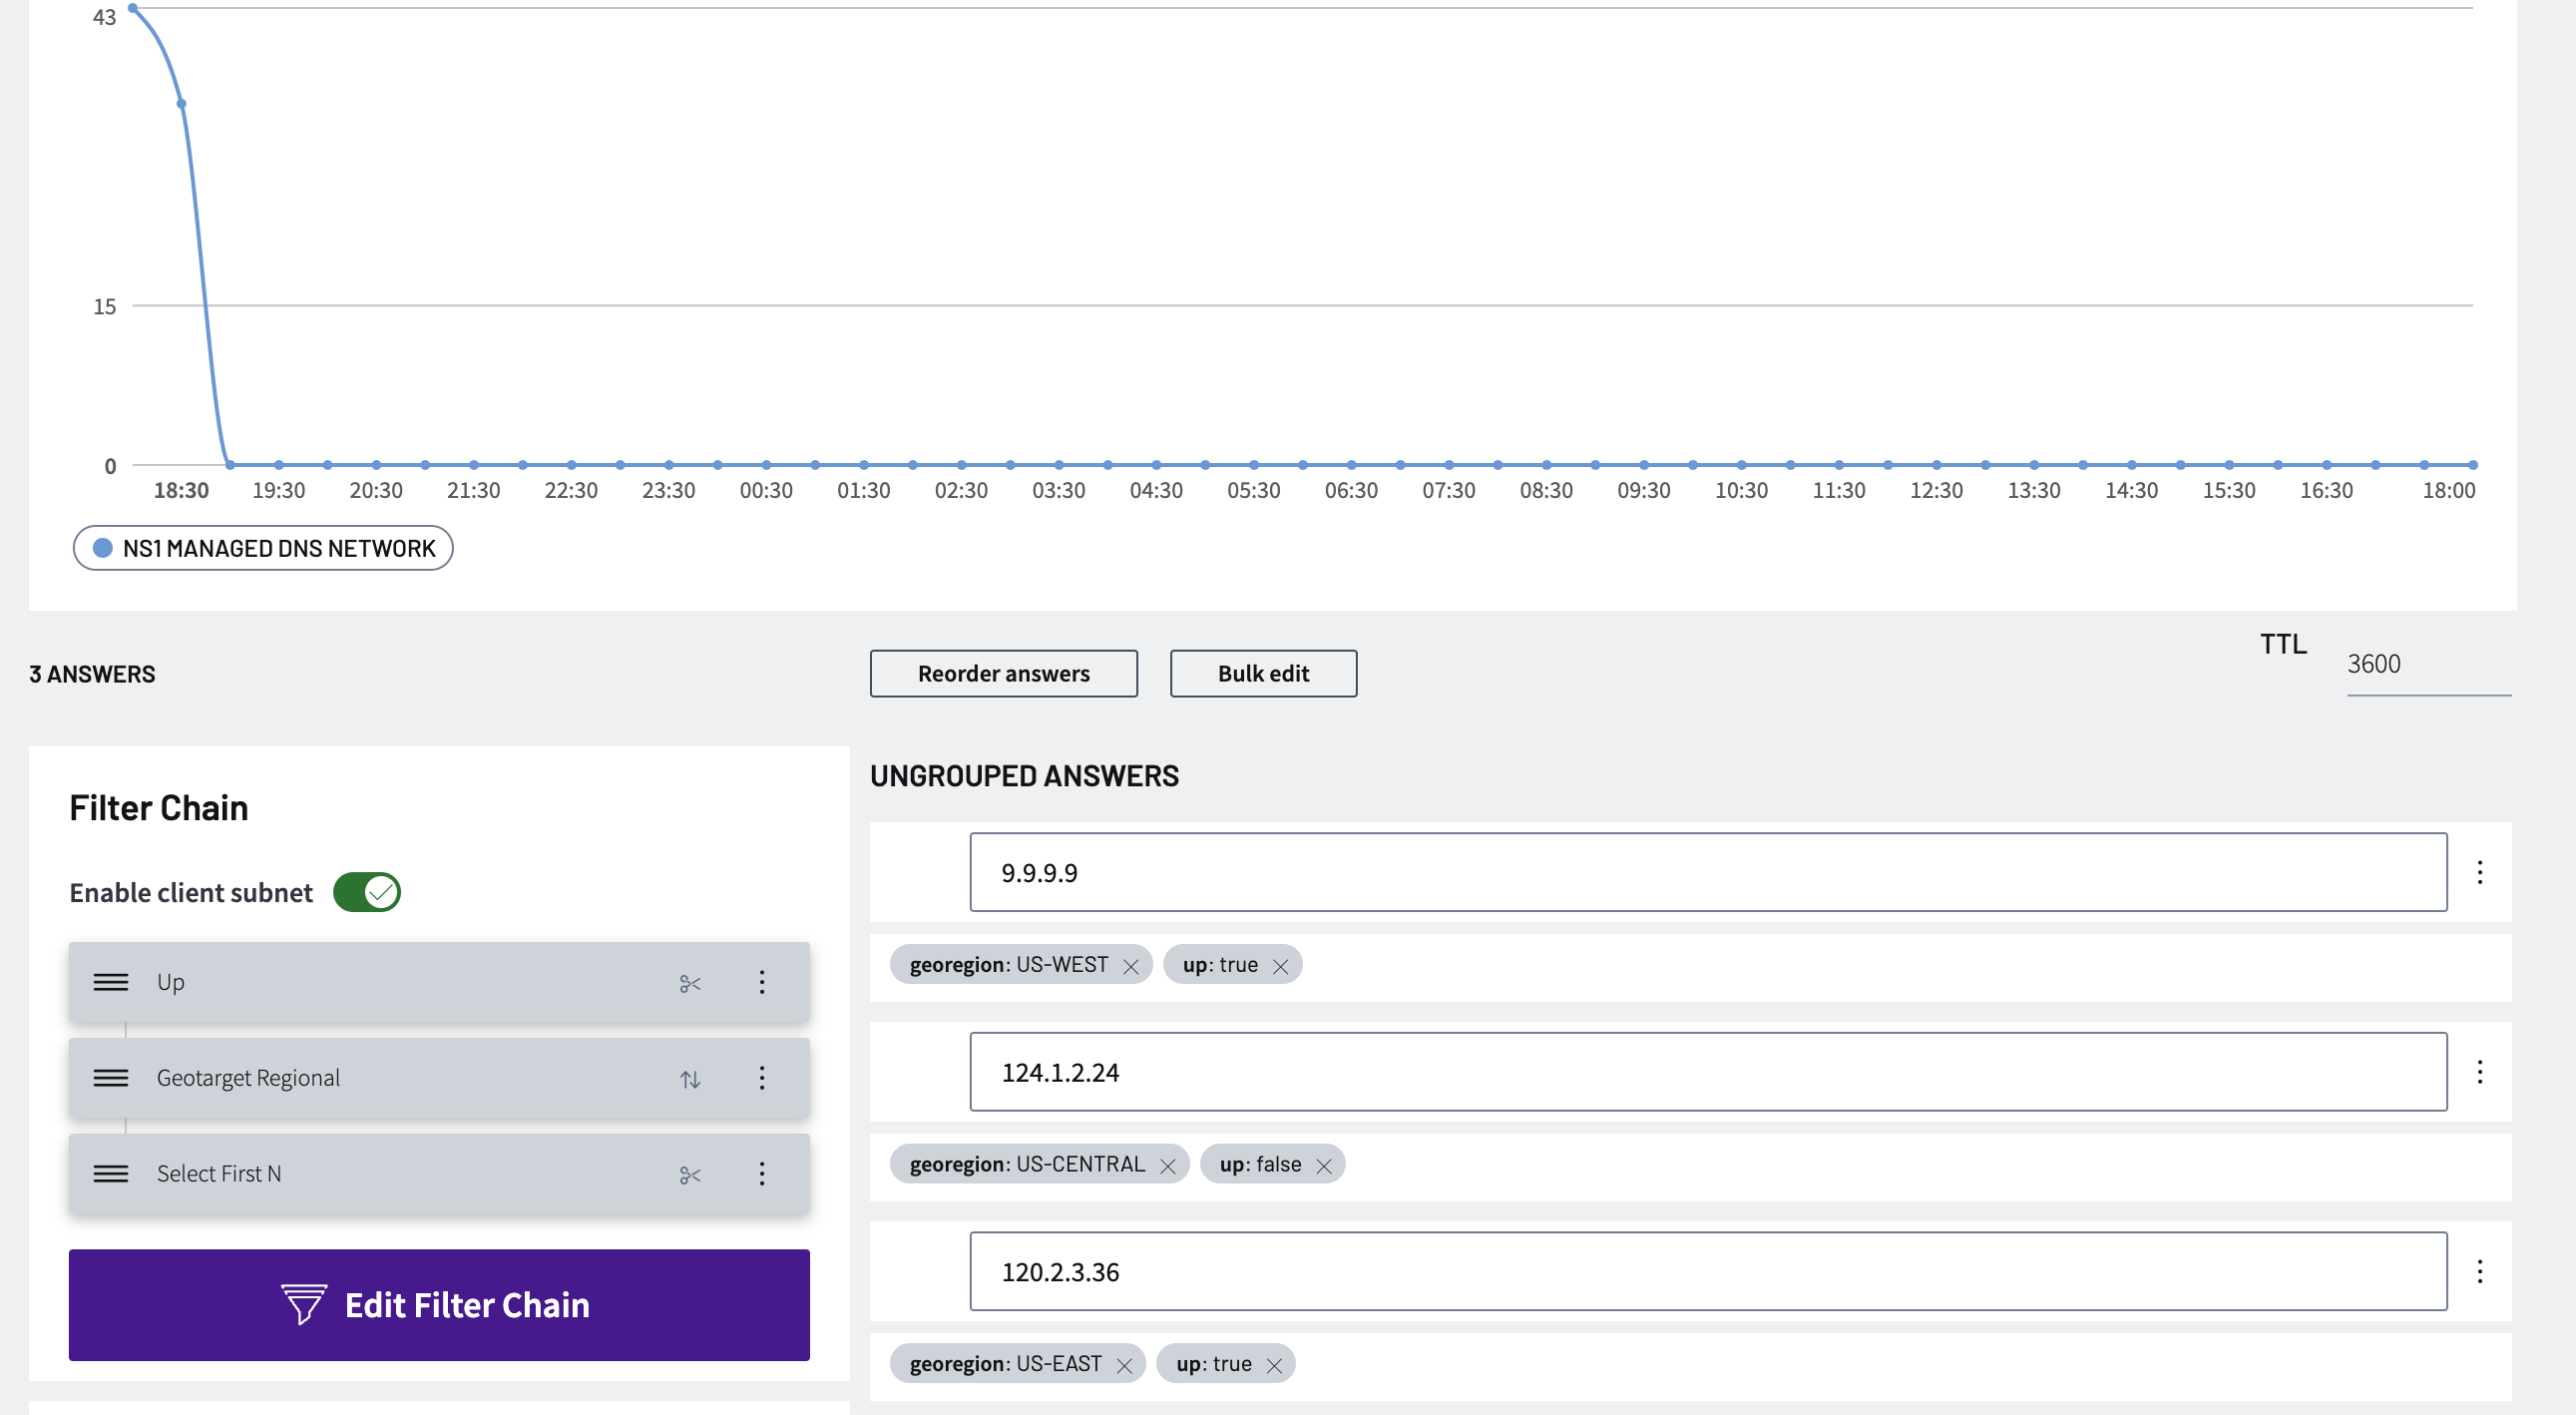 43
15
0
18:30 19:30 20:30 21:30 22:30 23:30 00:30 01:30 02:30 03:30 04:30 05:30 06:30 07:30 08:30 09:30 10:30 11:30 12:30 13:30 14:30 15:30 16:30 18:00
NS1 MANAGED DNS NETWORK
3 ANSWERS
Reorder answers
Bulk edit
TTL
3600
Filter Chain
Enable client subnet
Up
Geotarget Regional
Select First N
Edit Filter Chain
UNGROUPED ANSWERS
9.9.9.9
georegion: US-WEST up: true
124.1.2.24
georegion: US-CENTRAL up: false
120.2.3.36
georegion: US-EAST up: true